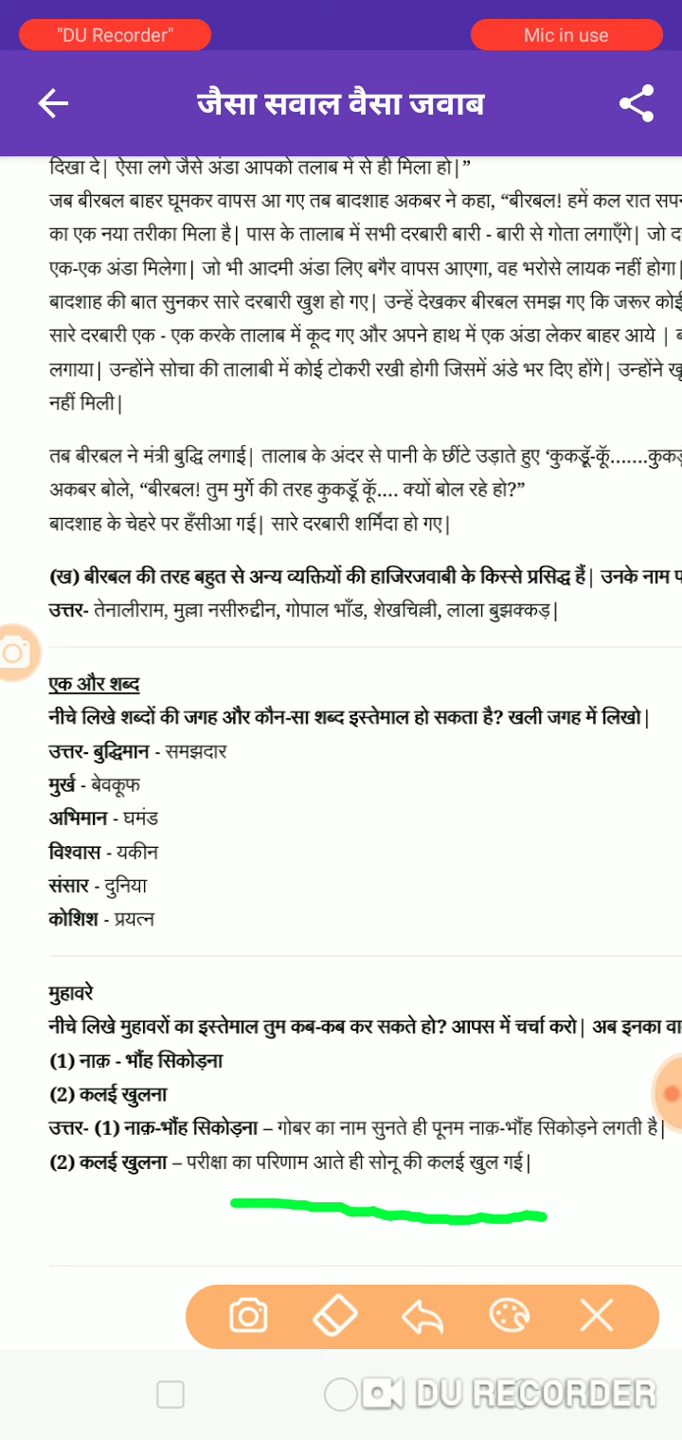 "DU Recorder"
Mic in use
जैसा सवाल वैसा जवाब
दिखा दे| ऐसा लगे जैसे अंडा आपको तलाब में से ही मिला हो|”
जब बीरबल बाहर घूमकर वापस आ गए तब बादशाह अकबर ने कहा, “बीरबल! हमें कल रात
का एक नया तरीका मिला है| पास के तालाब में सभी दरबारी बारी - बारी से गोता लगाएँगे| जो
एक-एक अंडा मिलेगा| जो भी आदमी अंडा लिए बगैर वापस आएगा, वह भरोसे लायक नहीं होगा|
बादशाह की बात सुनकर सारे दरबारी खुश हो गए| उन्हें देखकर बीरबल समझ गए कि जरूर कोई
सारे दरबारी एक - एक करके तालाब में कूद गए और अपने हाथ में एक अंडा लेकर बाहर आये |
लगाया| उन्होंने सोचा की तालाबी में कोई टोकरी रखी होगी जिसमें अंडे भर दिए होंगे| उन्होंने
नहीं मिली|
तब बीरबल ने मंत्री बुद्धि लगाई| तालाब के अंदर से पानी के छींटे उड़ाते हुए ‘कुकडूॅं-कूॅं.......
अकबर बोले, “बीरबल! तुम मुर्गे की तरह कुकडूॅं कूॅं.... क्यों बोल रहे हो?”
बादशाह के चेहरे पर हँसीआ गई| सारे दरबारी शर्मिंदा हो गए|
(ख) बीरबल की तरह बहुत से अन्य व्यक्तियों की हाजिरजवाबी के किस्से प्रसिद्ध हैं| उनके नाम
उत्तर- तेनालीराम, मुल्ला नसीरुद्दीन, गोपाल भाँड, शेखचिल्ली, लाला बुझक्कड़|
एक और शब्द
नीचे लिखे शब्दों की जगह और कौन-सा शब्द इस्तेमाल हो सकता है? खली जगह में लिखो|
उत्तर- बुद्धिमान - समझदार
मुर्ख - बेवकूफ
अभिमान - घमंड
विश्वास - यकीन
संसार - दुनिया
कोशिश - प्रयत्न
मुहावरे
नीचे लिखे मुहावरों का इस्तेमाल तुम कब-कब कर सकते हो? आपस में चर्चा करो| अब इनका
(1) नाक़ - भौंह सिकोड़ना
(2) कलई खुलना
उत्तर- (1) नाक़-भौंह सिकोड़ना – गोबर का नाम सुनते ही पूनम नाक़-भौंह सिकोड़ने लगती है|
(2) कलई खुलना – परीक्षा का परिणाम आते ही सोनू की कलई खुल गई|
DU RECORDER